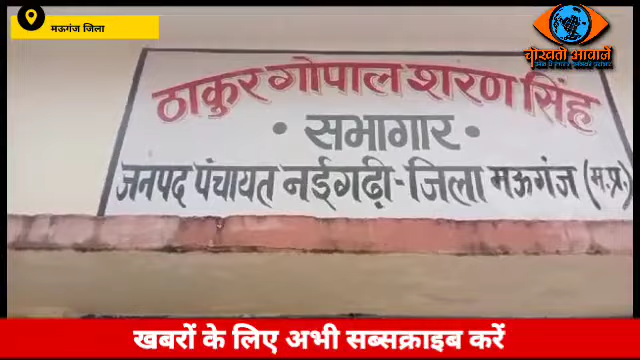 मऊगंज जिला
चीखती आवाजें
ठाकुर गोपाल शरण सिंह
• सभागार •
जनपद पंचायत नईगढ़ी-जिला मऊगंज (म.प्र.)
खबरों के लिए अभी सब्सक्राइब करें